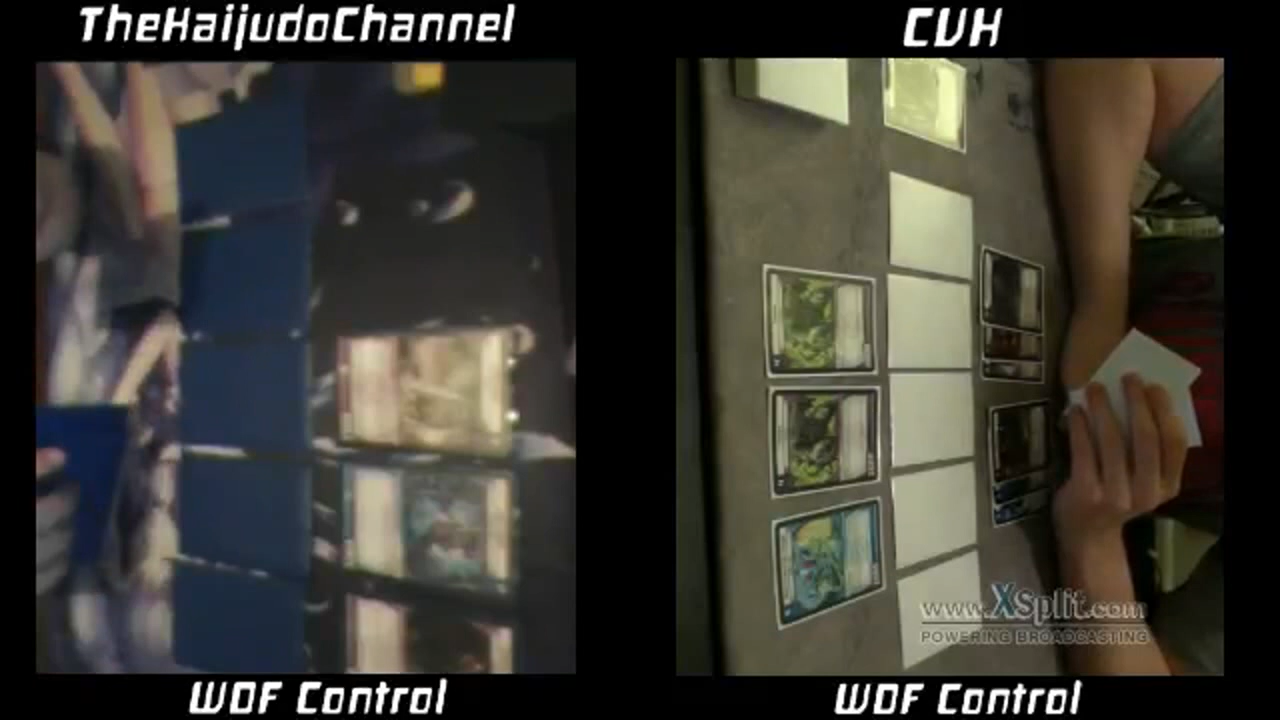 TheKaijudoChannel
CVH
www.XSplit.com
POWERING BROADCASTING
WDF Control
WDF Control